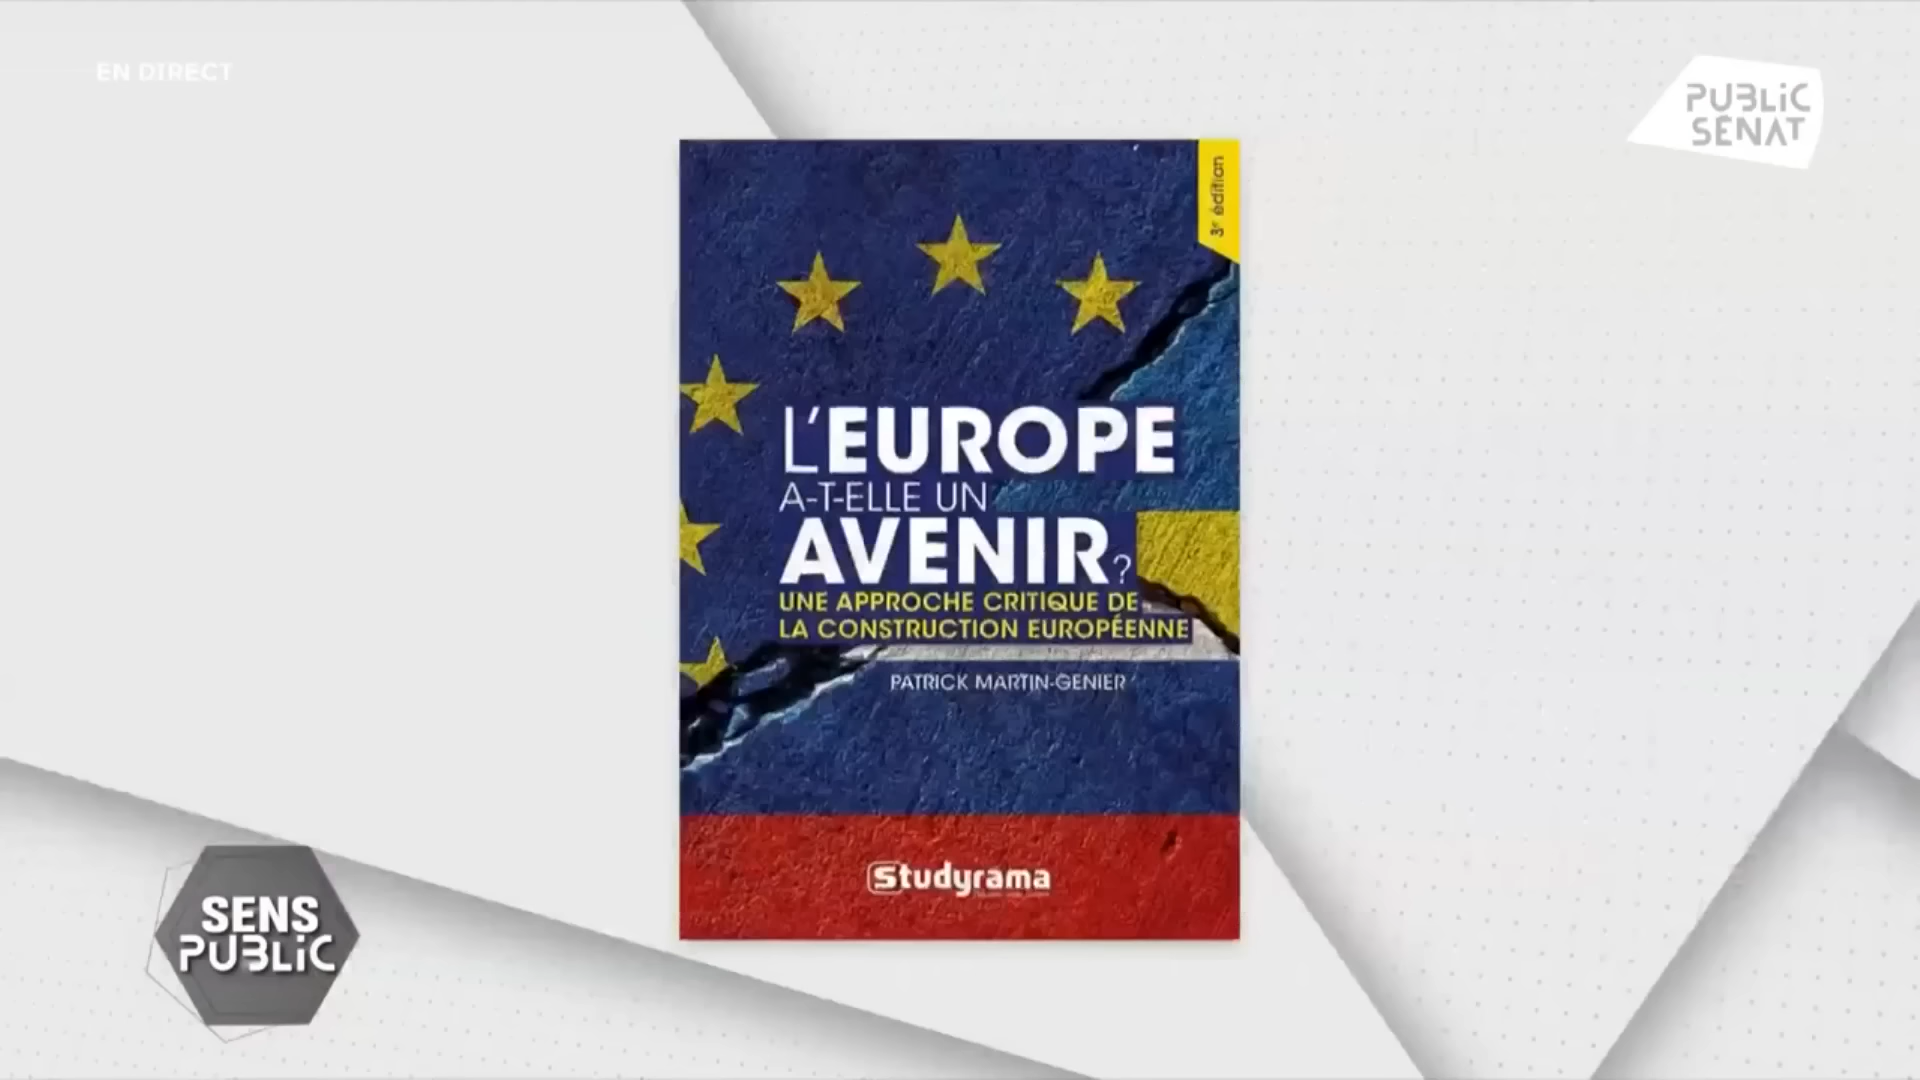 EN DIRECT
PUBLiC
SÉNAT
3e édition
L'EUROPE
A-T-ELLE UN
AVENIR?
UNE APPROCHE CRITIQUE DE
LA CONSTRUCTION EUROPÉENNE
PATRICK MARTIN-GENIER
Studyrama
SENS
PUBLiC